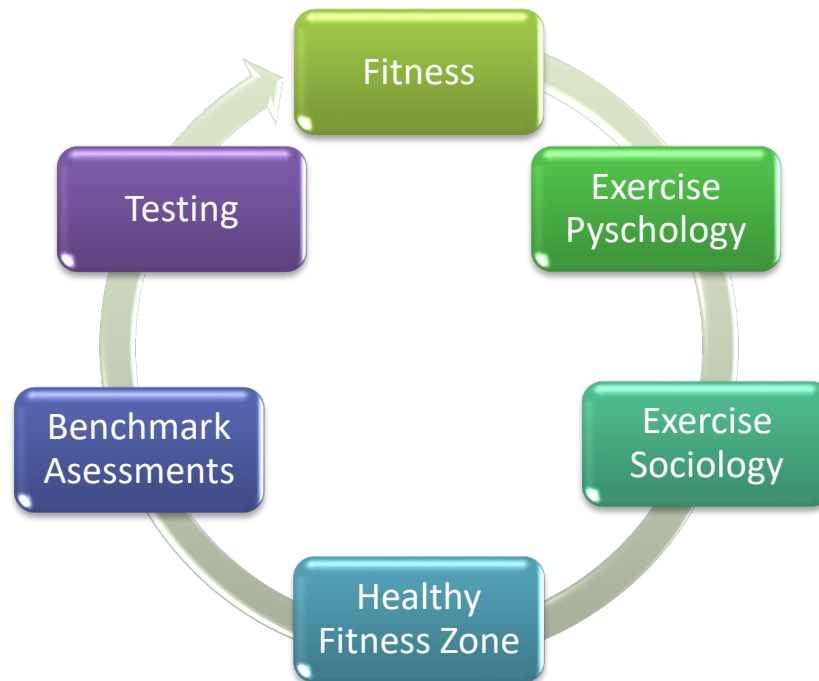 Fitness
Exercise
Pyschology
Exercise
Sociology
Healthy
Fitness Zone
Benchmark
Asessments
Testing